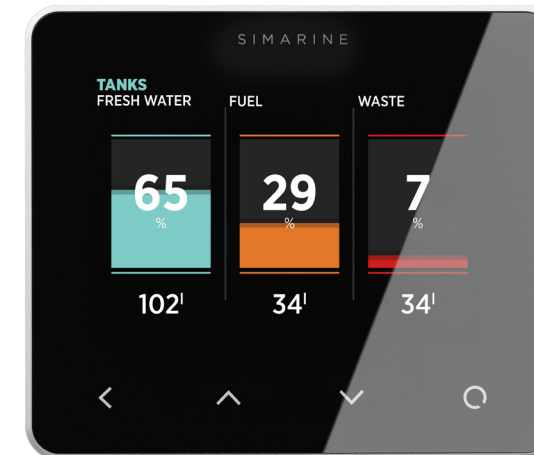 SIMARINE
TANKS
FRESH WATER FUEL WASTE
65 29 7
% % %
102l 34l 34l